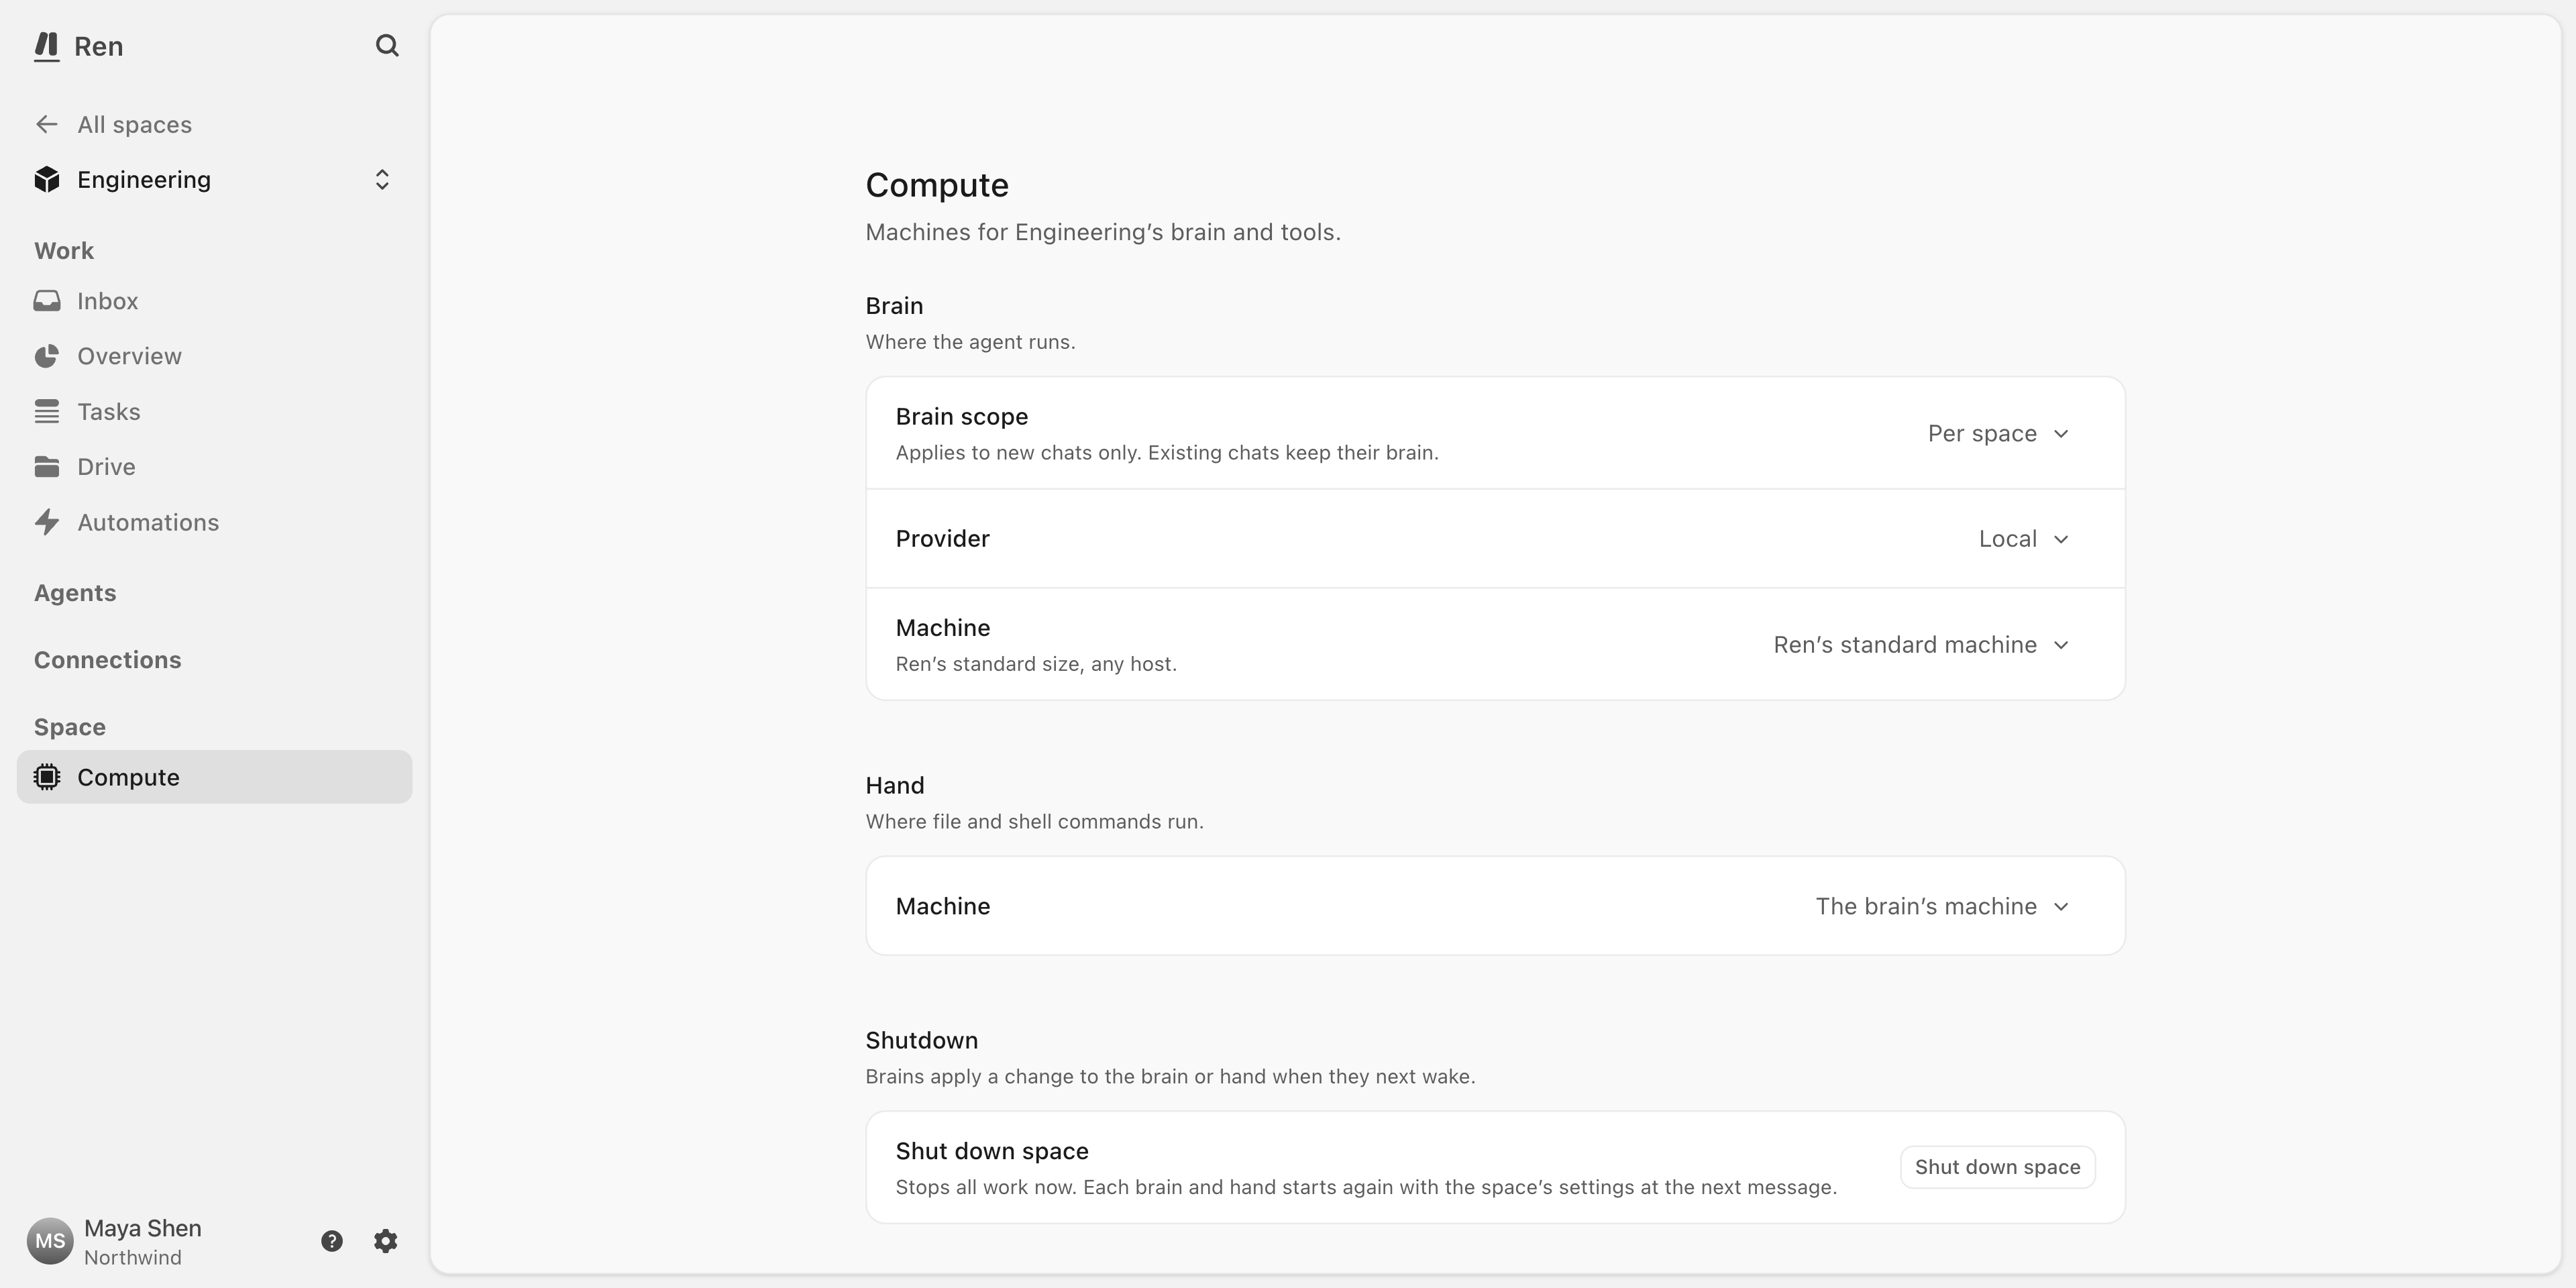 Ren
All spaces
Engineering
Work
Inbox
Overview
Tasks
Drive
Automations
Agents
Connections
Space
Compute
MS
Maya Shen
Northwind
?
Compute
Machines for Engineering’s brain and tools.
Brain
Where the agent runs.
Brain scope
Applies to new chats only. Existing chats keep their brain.
Per space
Provider
Local
Machine
Ren’s standard size, any host.
Ren’s standard machine
Hand
Where file and shell commands run.
Machine
The brain’s machine
Shutdown
Brains apply a change to the brain or hand when they next wake.
Shut down space
Stops all work now. Each brain and hand starts again with the space’s settings at the next message.
Shut down space